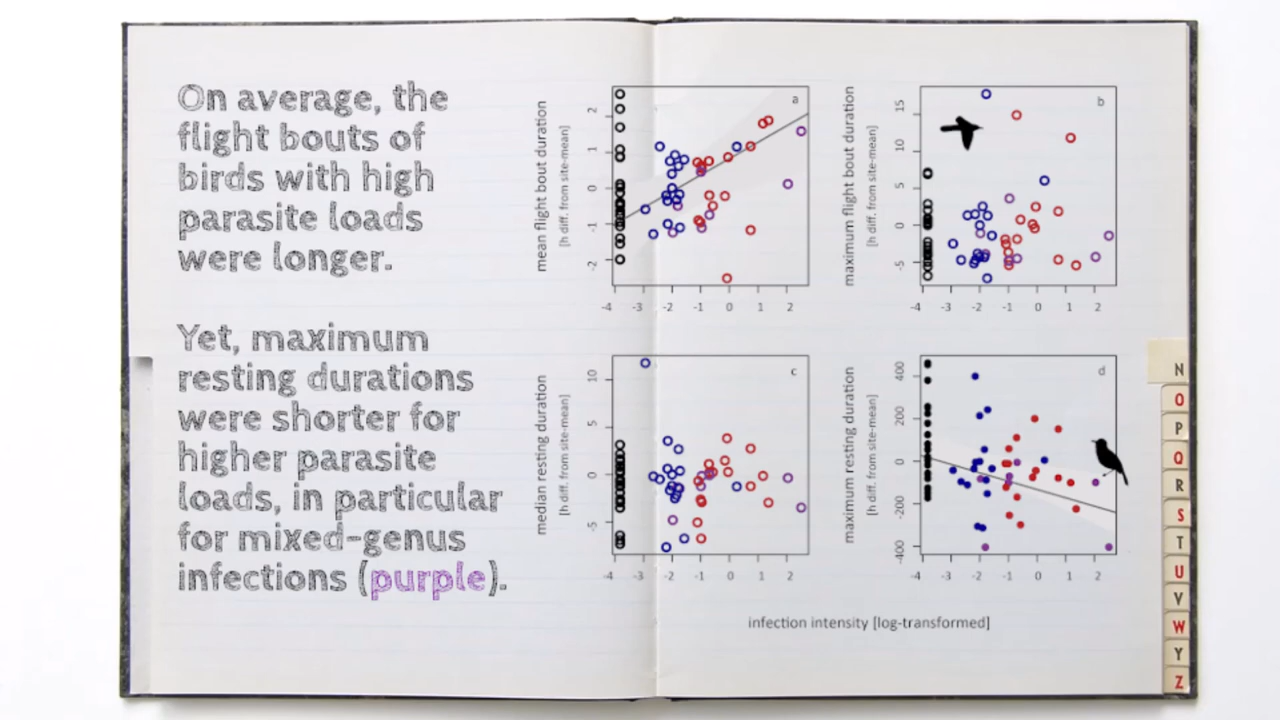 On average, the
flight bouts of
birds with high
parasite loads
were longer.
Yet, maximum
resting durations
were shorter for
higher parasite
loads, in particular
for mixed-genus
infections (purple).
mean flight bout duration
[h diff. from site-mean]
a
2
1
0
-1
-2
-4 -3 -2 -1 0 1 2
maximum flight bout duration
[h diff. from site-mean]
b
15
10
5
0
-5
-4 -3 -2 -1 0 1 2
median resting duration
[h diff. from site-mean]
c
10
5
0
-5
-4 -3 -2 -1 0 1 2
maximum resting duration
[h diff. from site-mean]
d
400
200
0
-200
-400
-4 -3 -2 -1 0 1 2
infection intensity [log-transformed]
N
O
P
Q
R
S
T
U
V
W
Y
Z